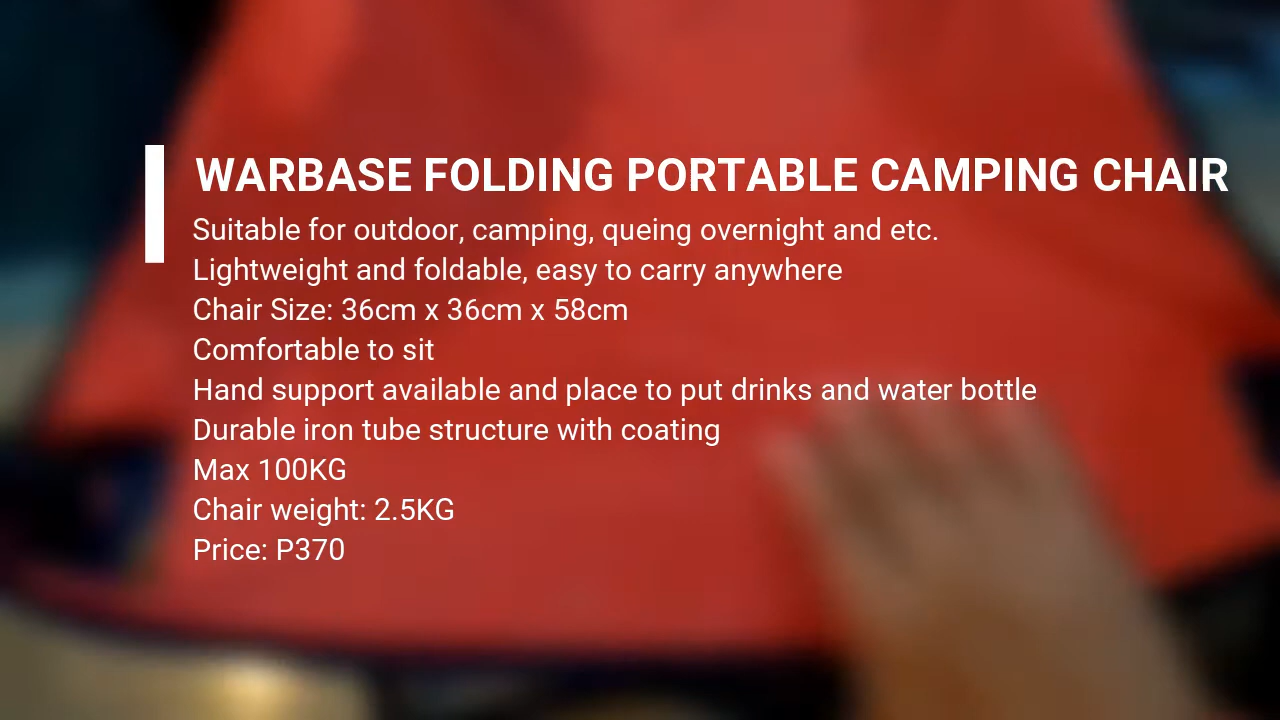 WARBASE FOLDING PORTABLE CAMPING CHAIR
Suitable for outdoor, camping, queing overnight and etc.
Lightweight and foldable, easy to carry anywhere
Chair Size: 36cm x 36cm x 58cm
Comfortable to sit
Hand support available and place to put drinks and water bottle
Durable iron tube structure with coating
Max 100KG
Chair weight: 2.5KG
Price: P370